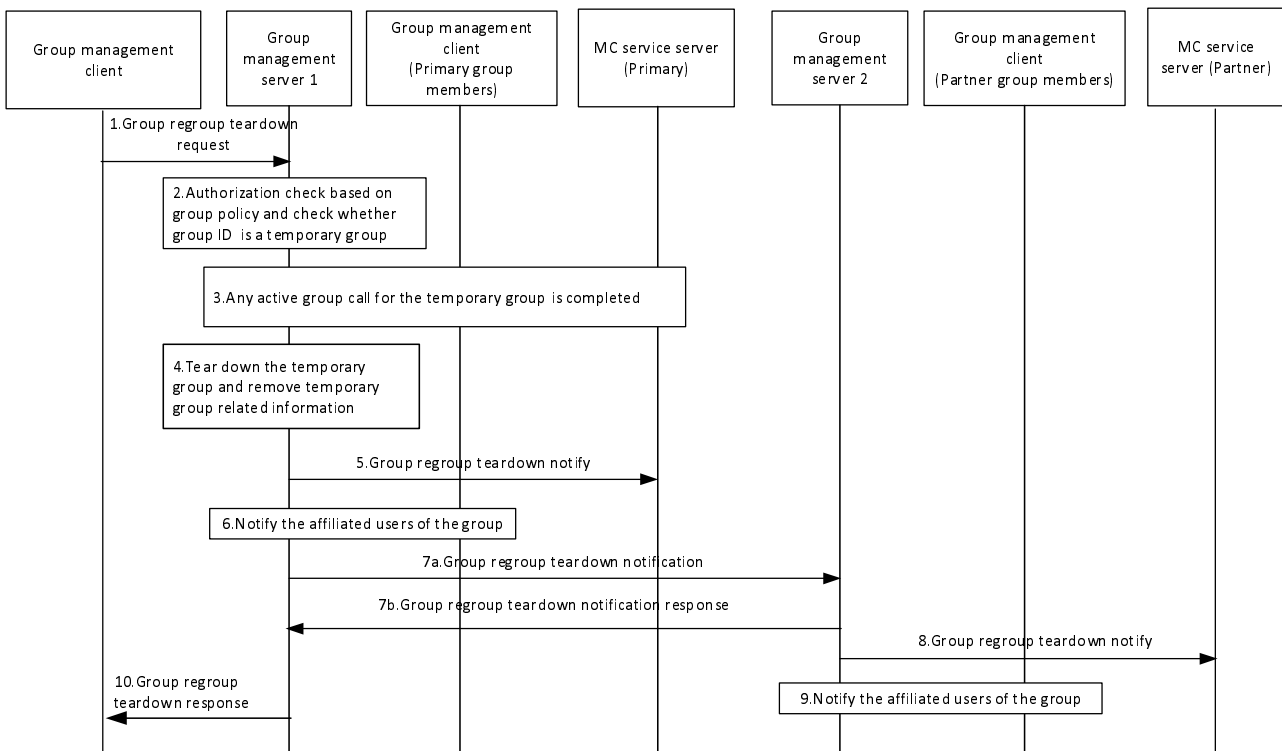 Group management
client
Group
management
server 1
Group management
client
(Primary group
members)
MC service server
(Primary)
Group
management
server 2
Group management
client
(Partner group members)
MC service
server (Partner)
1.Group regroup teardown
request
2.Authorization check based on
group policy and check whether
group ID is a temporary group
3.Any active group call for the temporary group is completed
4.Tear down the temporary
group and remove temporary
group related information
5.Group regroup teardown notify
6.Notify the affiliated users of the group
7a.Group regroup teardown notification
7b.Group regroup teardown notification response
8.Group regroup teardown notify
9.Notify the affiliated users of the group
10.Group regroup
teardown response